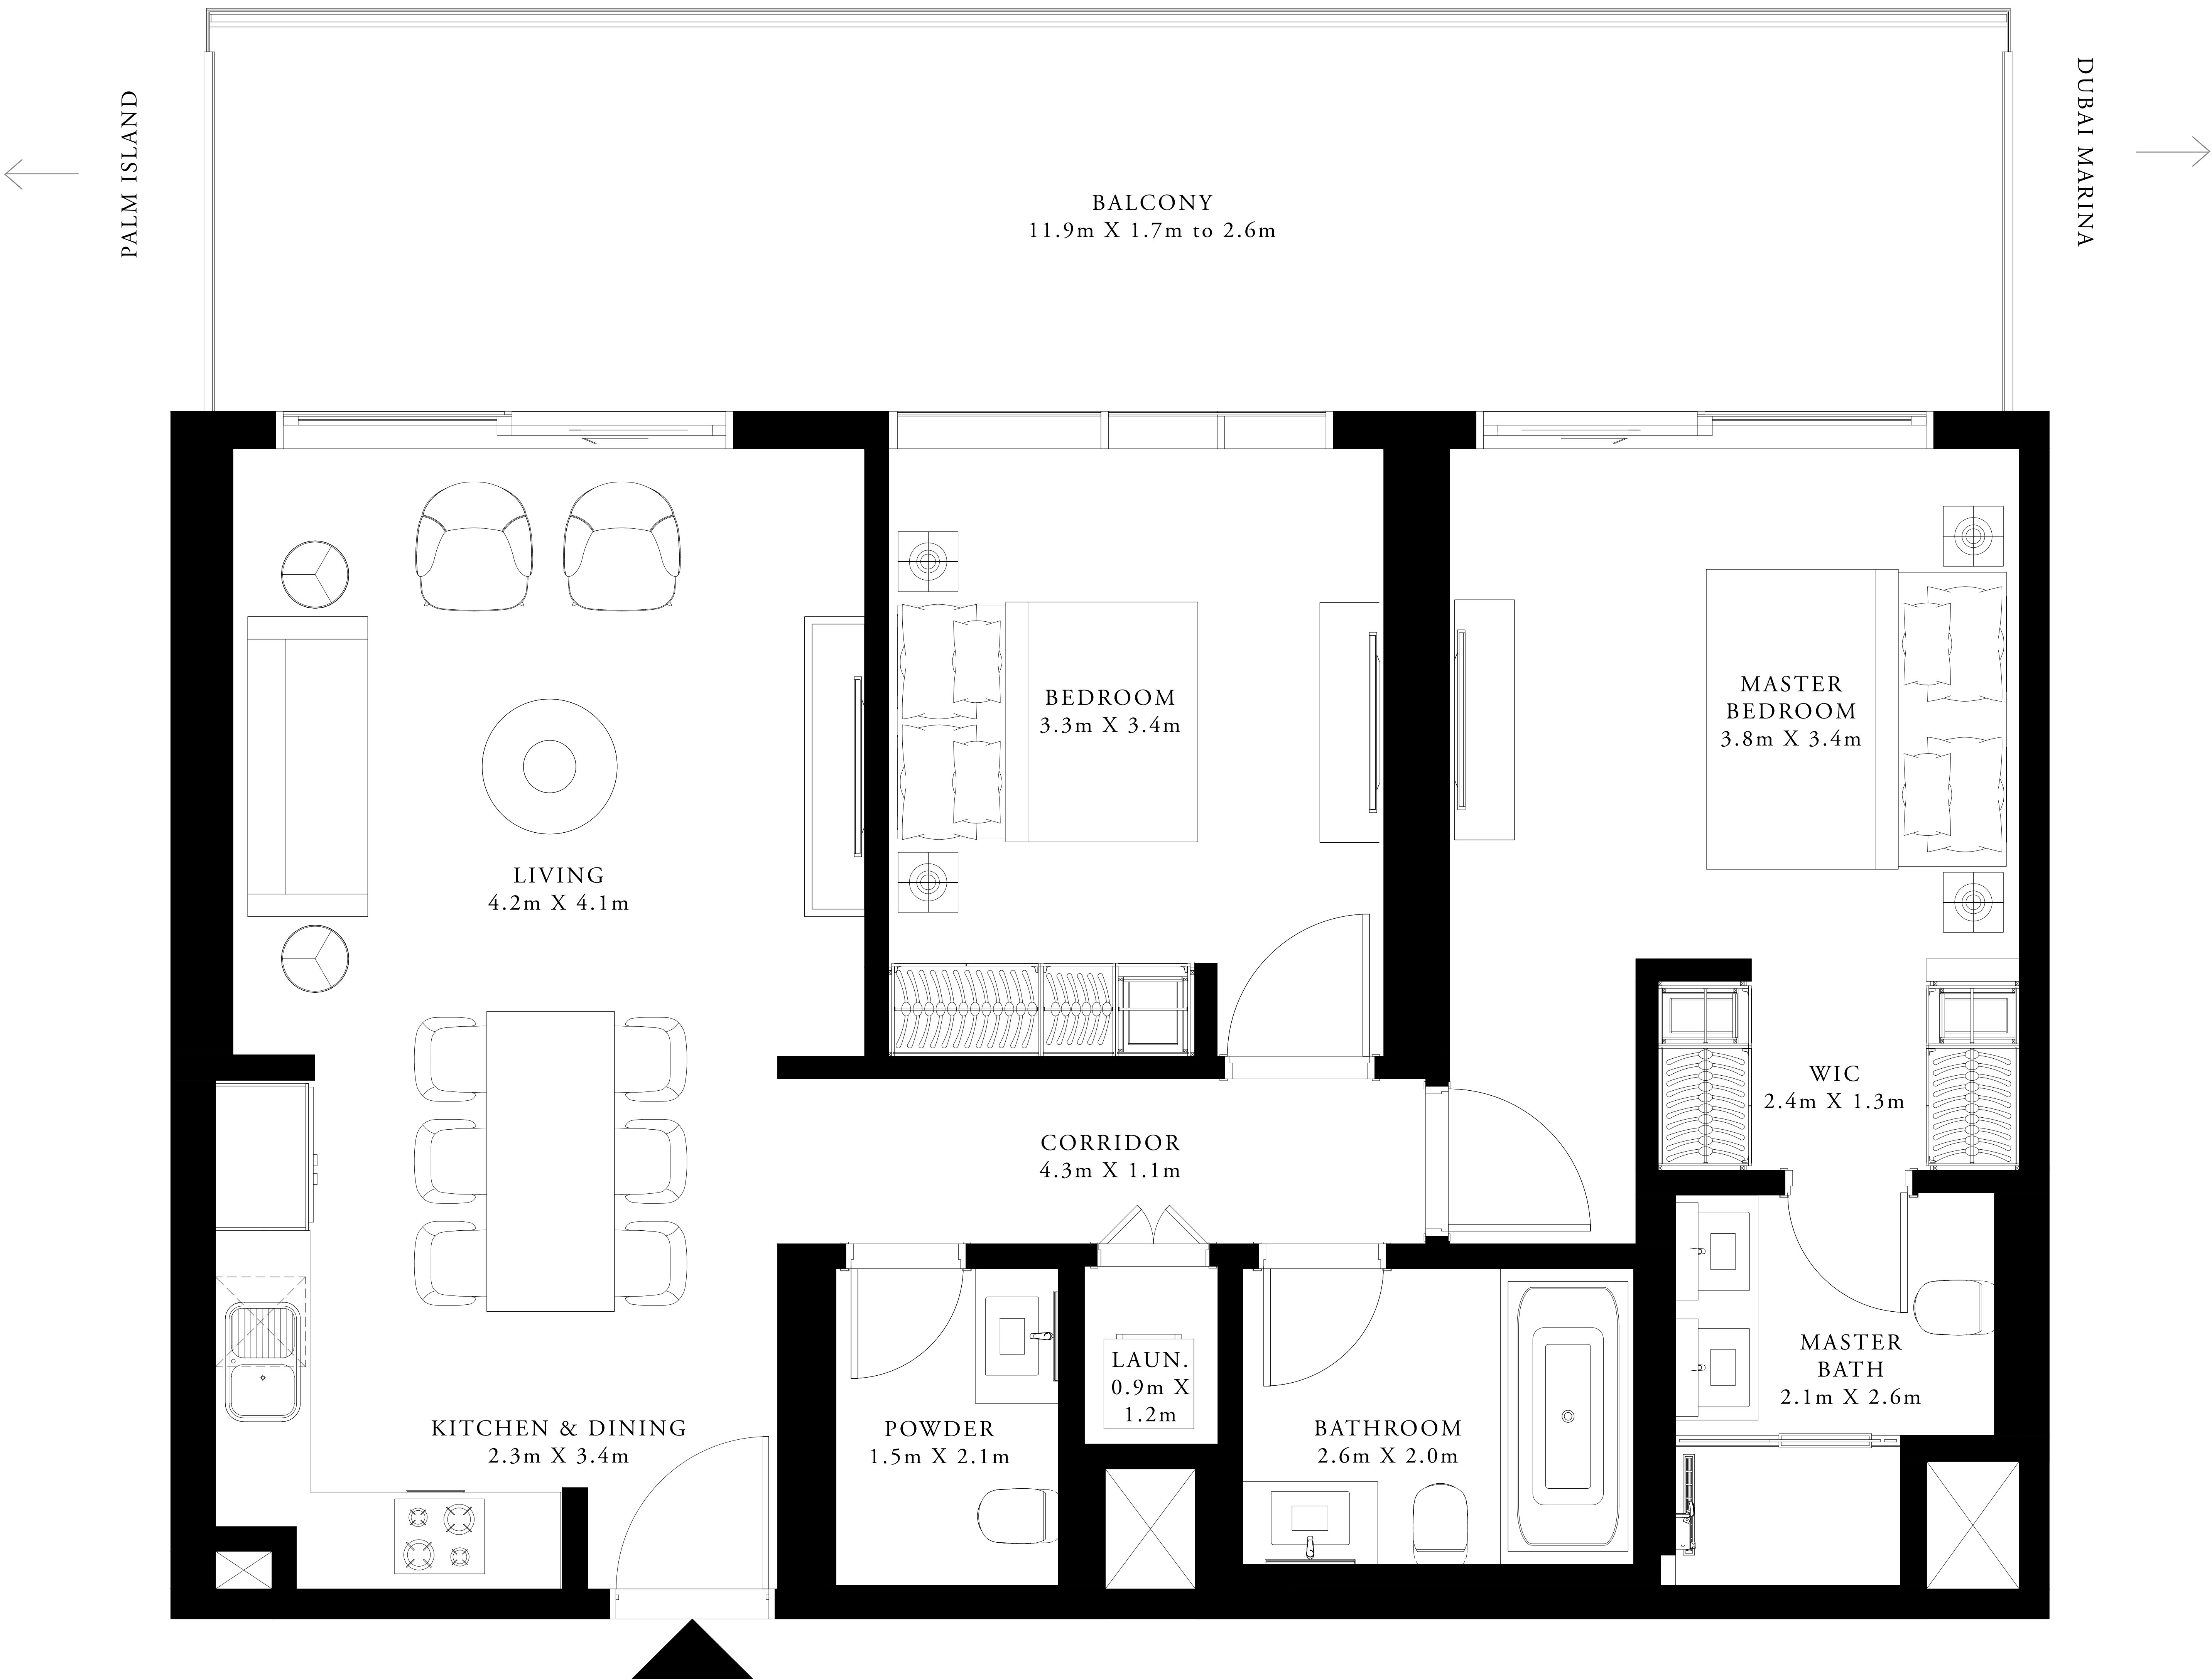 PALM ISLAND
DUBAI MARINA
BALCONY
11.9m X 1.7m to 2.6m
BEDROOM
3.3m X 3.4m
MASTER
BEDROOM
3.8m X 3.4m
LIVING
4.2m X 4.1m
WIC
2.4m X 1.3m
CORRIDOR
4.3m X 1.1m
MASTER
BATH
2.1m X 2.6m
LAUN.
0.9m X
1.2m
KITCHEN & DINING
2.3m X 3.4m
POWDER
1.5m X 2.1m
BATHROOM
2.6m X 2.0m